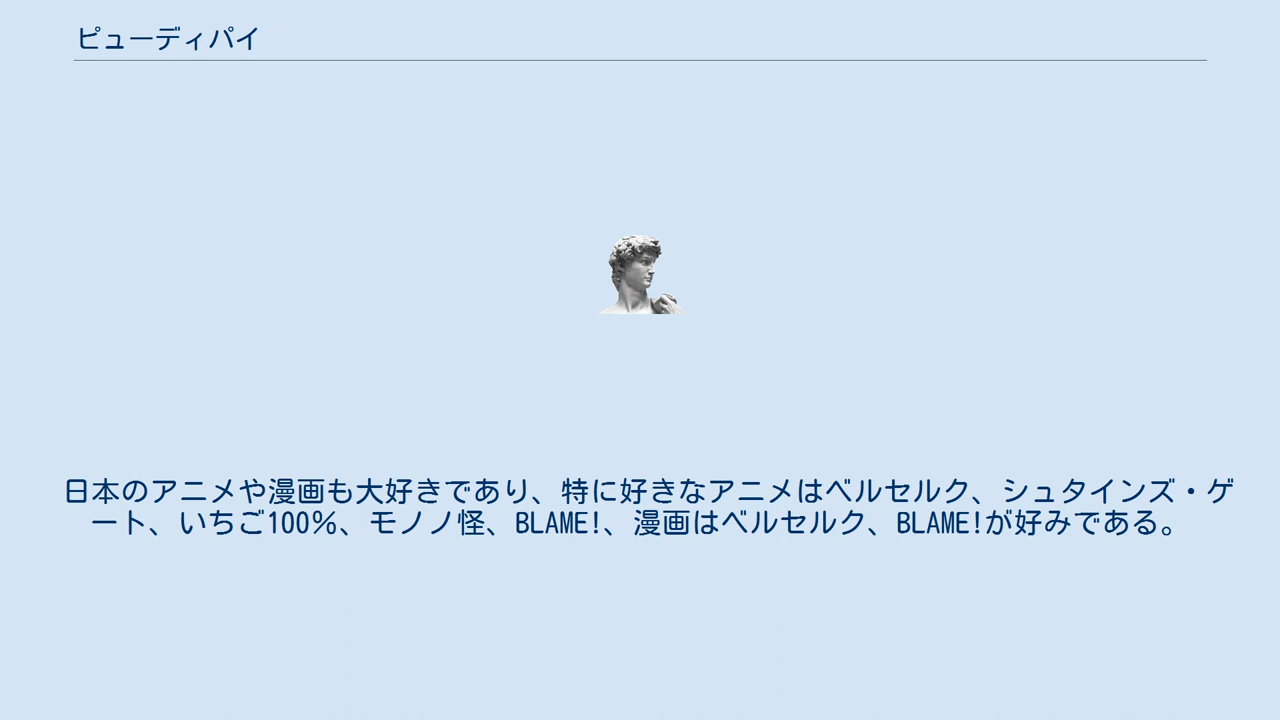 ピューディパイ
日本のアニメや漫画も大好きであり、特に好きなアニメはベルセルク、シュタインズ・ゲ
ート、いちご100%、モノノ怪、BLAME!、漫画はベルセルク、BLAME!が好みである。